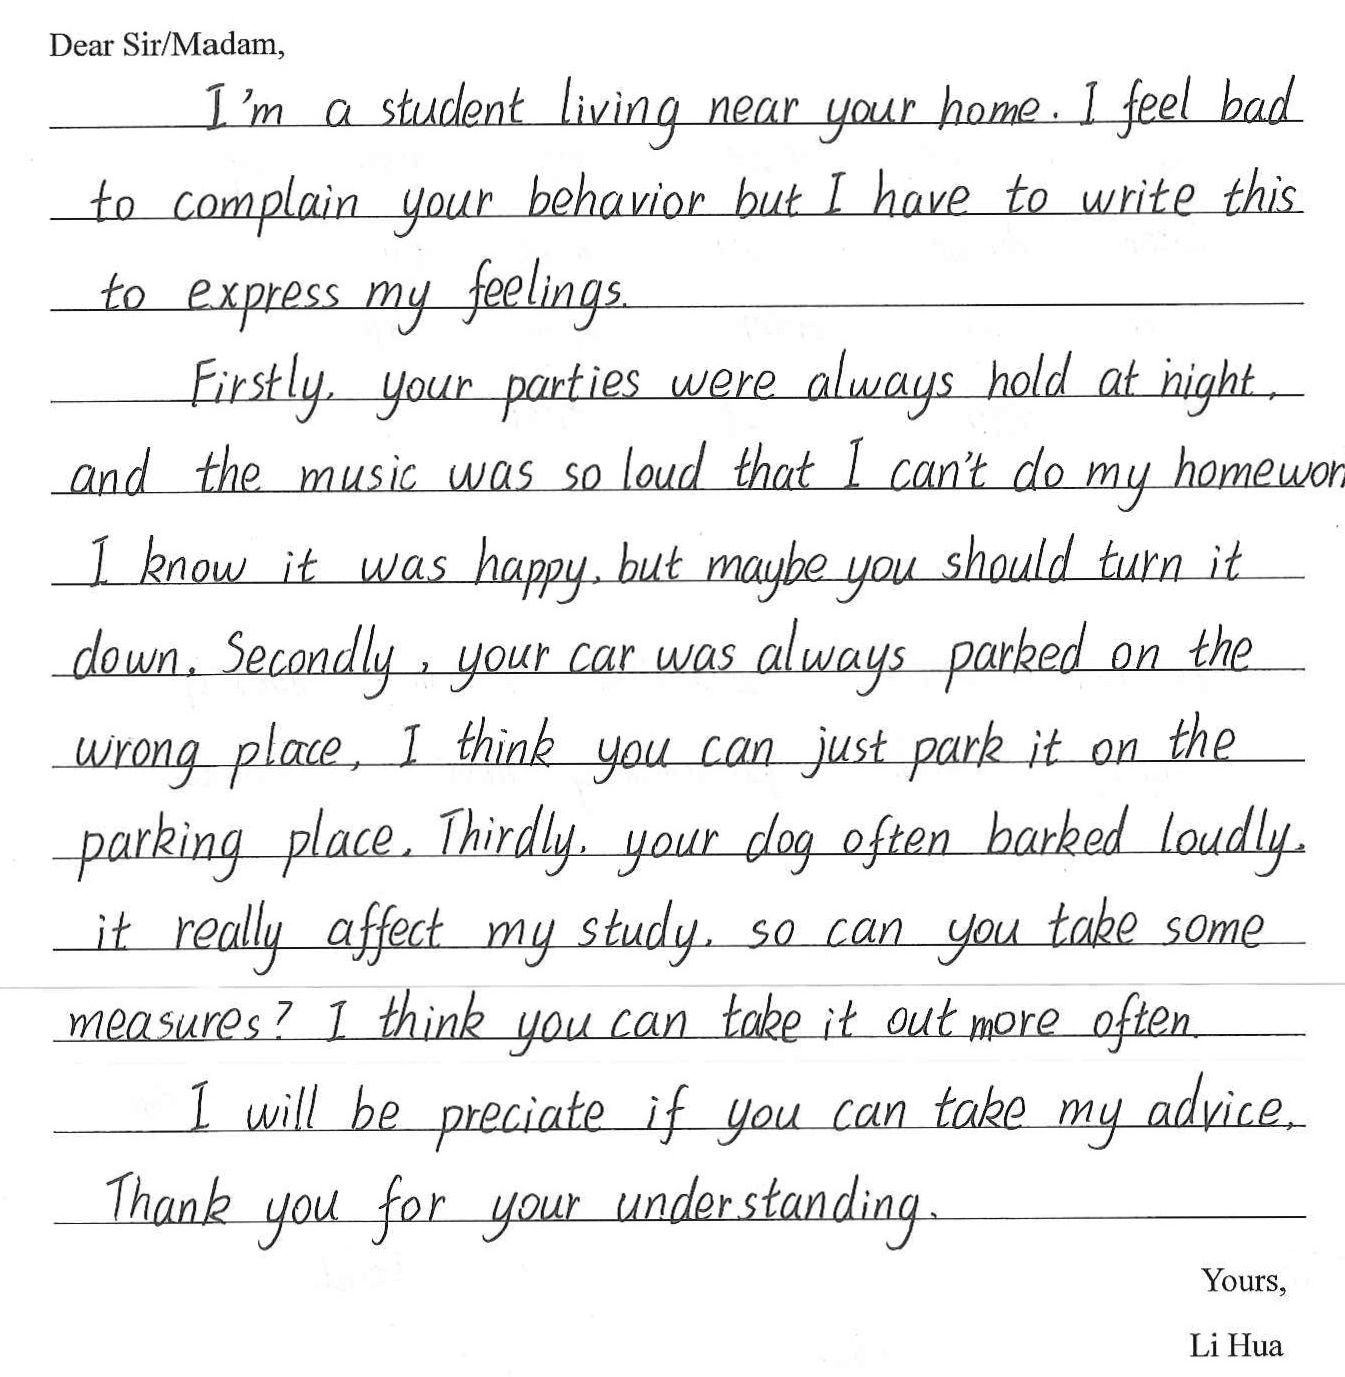 Dear Sir/Madam,
I'm a student living near your home. I feel bad
to complain your behavior but I have to write this
to express my feelings.
Firstly, your parties were always hold at night,
and the music was so loud that I can't do my homewor
I know it was happy, but maybe you should turn it
down. Secondly, your car was always parked on the
wrong place, I think you can just park it on the
parking place. Thirdly, your dog often barked loudly.
it really affect my study. so can you take some
measures? I think you can take it out more often.
I will be preciate if you can take my advice.
Thank you for your understanding.
Yours,
Li Hua